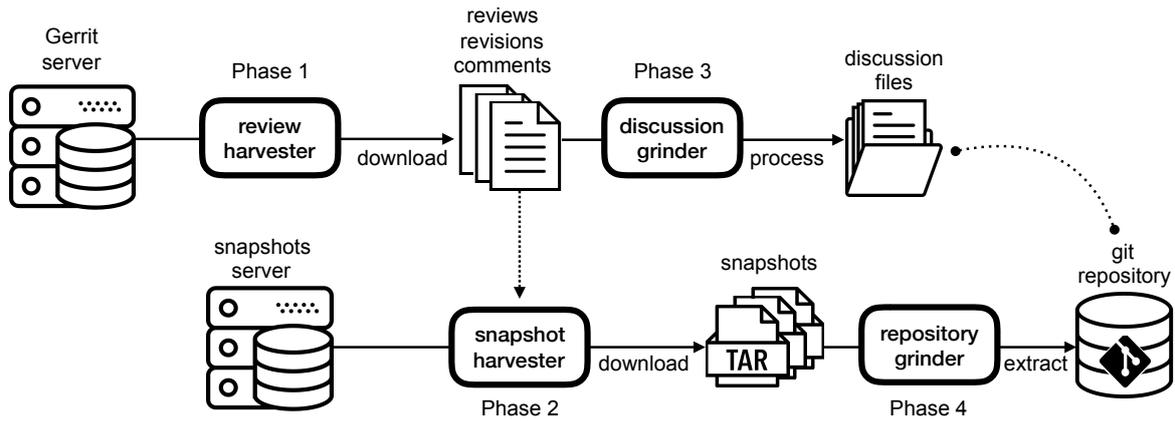 Gerrit
server
Phase 1
review
harvester
download
reviews
revisions
comments
Phase 3
discussion
grinder
process
discussion
files
snapshots
server
snapshot
harvester
Phase 2
download
snapshots
TAR
repository
grinder
Phase 4
extract
git
repository